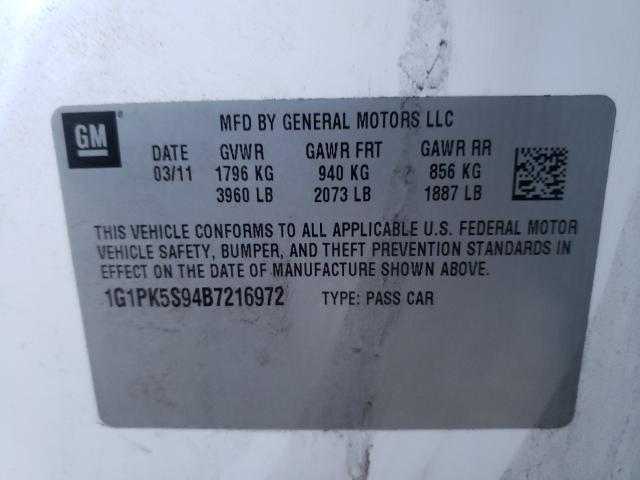 GM ®
MFD BY GENERAL MOTORS LLC
DATE GVWR GAWR FRT GAWR RR
03/11 1796 KG 940 KG 856 KG
3960 LB 2073 LB 1887 LB
THIS VEHICLE CONFORMS TO ALL APPLICABLE U.S. FEDERAL MOTOR
VEHICLE SAFETY, BUMPER, AND THEFT PREVENTION STANDARDS IN
EFFECT ON THE DATE OF MANUFACTURE SHOWN ABOVE.
1G1PK5S94B7216972 TYPE: PASS CAR